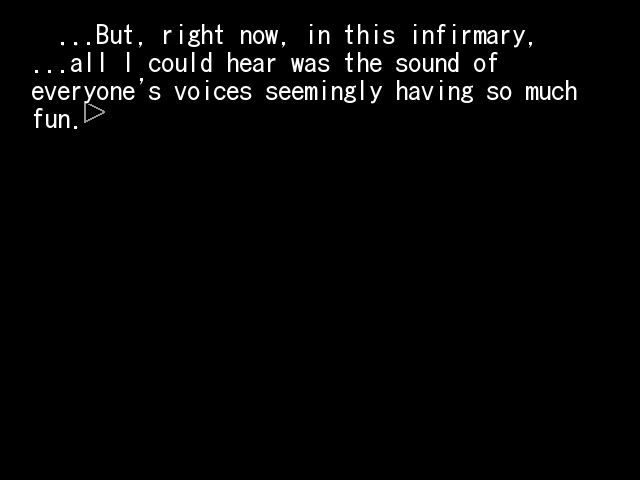 ...But, right now, in this infirmary,
...all I could hear was the sound of
everyone's voices seemingly having so much
fun.